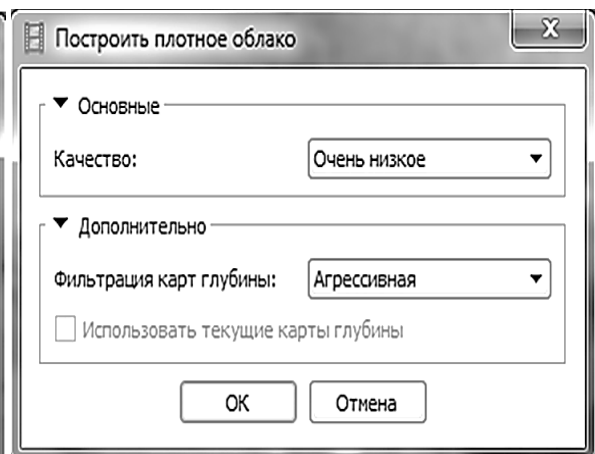 Построить плотное облако
Основные
Качество: Очень низкое
Дополнительно
Фильтрация карт глубины: Агрессивная
Использовать текущие карты глубины
OK Отмена